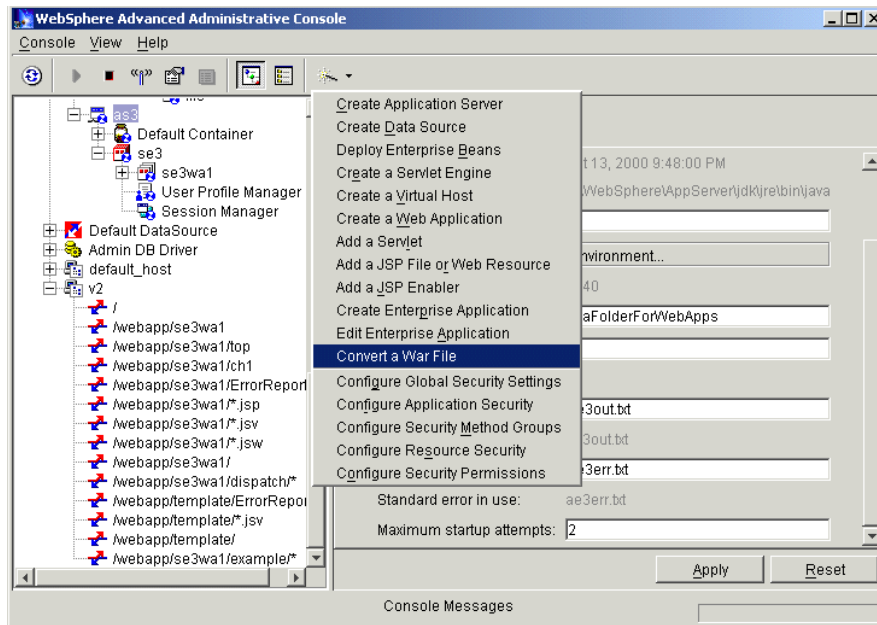 WebSphere Advanced Administrative Console
Console View Help
as3
Default Container
se3
se3wa1
User Profile Manager
Session Manager
Default DataSource
Admin DB Driver
default_host
v2
/
/webapp/se3wa1
/webapp/se3wa1/top
/webapp/se3wa1/ch1
/webapp/se3wa1/ErrorReport
/webapp/se3wa1/*.jsp
/webapp/se3wa1/*.jsv
/webapp/se3wa1/*.jsw
/webapp/se3wa1/
/webapp/se3wa1/dispatch/*
/webapp/template/ErrorRepor
/webapp/template/*.jsv
/webapp/template/
/webapp/se3wa1/example/*
Create Application Server
Create Data Source
Deploy Enterprise Beans
Create a Servlet Engine
Create a Virtual Host
Create a Web Application
Add a Servlet
Add a JSP File or Web Resource
Add a JSP Enabler
Create Enterprise Application
Edit Enterprise Application
Convert a War File
Configure Global Security Settings
Configure Application Security
Configure Security Method Groups
Configure Resource Security
Configure Security Permissions
t 13, 2000 9:48:00 PM
\WebSphere\AppServer\jdk\jre\bin\java
nvironment...
40
aFolderForWebApps
e3out.txt
3out.txt
e3err.txt
Standard error in use: ae3err.txt
Maximum startup attempts: 2
Apply Reset
Console Messages